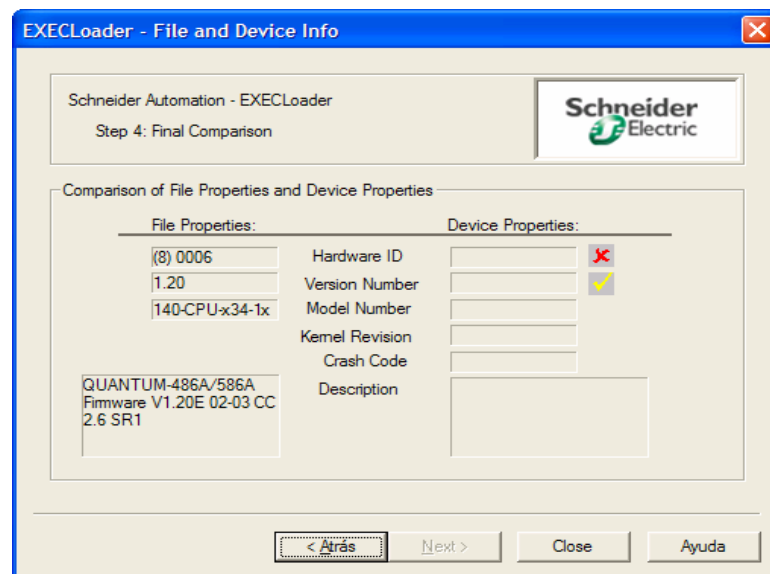 EXECLoader - File and Device Info
Schneider Automation - EXECLoader
Step 4: Final Comparison
Schneider
Electric
Comparison of File Properties and Device Properties
File Properties:
Device Properties:
(8) 0006
Hardware ID
1.20
Version Number
140-CPU-x34-1x
Model Number
Kernel Revision
Crash Code
QUANTUM-486A/586A
Firmware V1.20E 02-03 CC
2.6 SR1
Description
< Atrás
Next >
Close
Ayuda